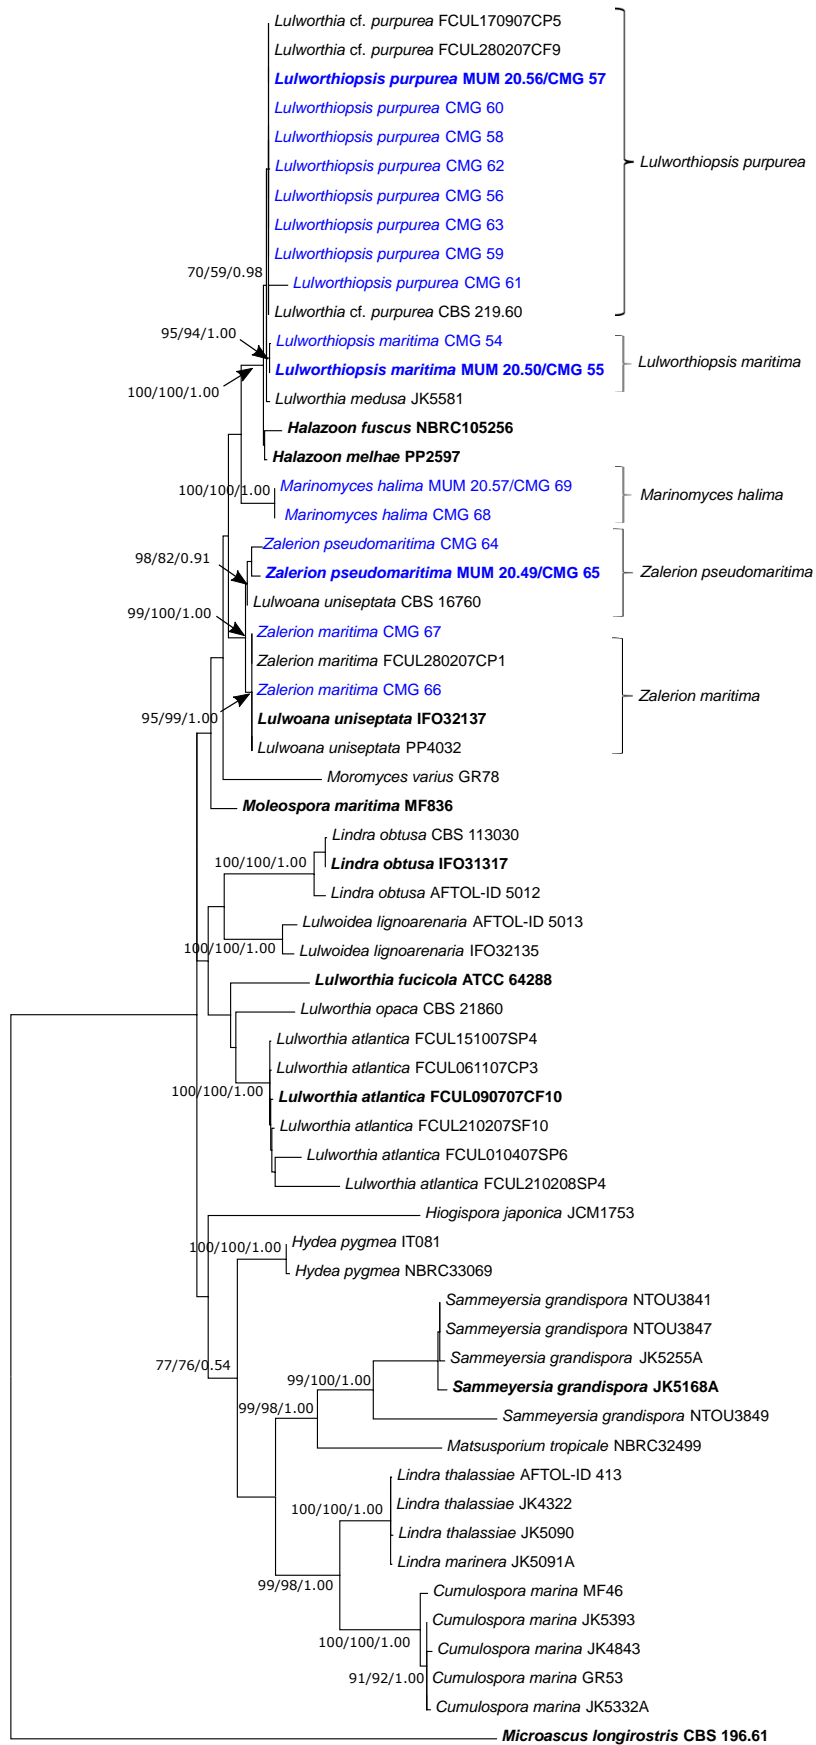 Lulworthia cf. purpurea FCUL170907CP5
Lulworthia cf. purpurea FCUL280207CF9
Lulworthiopsis purpurea MUM 20.56/CMG 57
Lulworthiopsis purpurea CMG 60
Lulworthiopsis purpurea CMG 58
Lulworthiopsis purpurea CMG 62
Lulworthiopsis purpurea
Lulworthiopsis purpurea CMG 56
Lulworthiopsis purpurea CMG 63
Lulworthiopsis purpurea CMG 59
70/59/0.98
Lulworthiopsis purpurea CMG 61
Lulworthia cf. purpurea CBS 219.60
95/94/1.00
Lulworthiopsis maritima CMG 54
Lulworthiopsis maritima
Lulworthiopsis maritima MUM 20.50/CMG 55
100/100/1.00
Lulworthia medusa JK5581
Halazoon fuscus NBRC105256
Halazoon melhae PP2597
100/100/1.00
Marinomyces halima MUM 20.57/CMG 69
Marinomyces halima
Marinomyces halima CMG 68
Zalerion pseudomaritima CMG 64
98/82/0.91
Zalerion pseudomaritima MUM 20.49/CMG 65
Zalerion pseudomaritima
Lulwoana uniseptata CBS 16760
99/100/1.00
Zalerion maritima CMG 67
Zalerion maritima FCUL280207CP1
Zalerion maritima CMG 66
Zalerion maritima
95/99/1.00
Lulwoana uniseptata IFO32137
Lulwoana uniseptata PP4032
Moromyces varius GR78
Moleospora maritima MF836
Lindra obtusa CBS 113030
100/100/1.00
Lindra obtusa IFO31317
Lindra obtusa AFTOL-ID 5012
Lulwoidea lignoarenaria AFTOL-ID 5013
100/100/1.00
Lulwoidea lignoarenaria IFO32135
Lulworthia fucicola ATCC 64288
Lulworthia opaca CBS 21860
Lulworthia atlantica FCUL151007SP4
Lulworthia atlantica FCUL061107CP3
100/100/1.00
Lulworthia atlantica FCUL090707CF10
Lulworthia atlantica FCUL210207SF10
Lulworthia atlantica FCUL010407SP6
Lulworthia atlantica FCUL210208SP4
Hiogispora japonica JCM1753
100/100/1.00
Hydea pygmea IT081
Hydea pygmea NBRC33069
Sammeyersia grandispora NTOU3841
Sammeyersia grandispora NTOU3847
77/76/0.54
Sammeyersia grandispora JK5255A
99/100/1.00
Sammeyersia grandispora JK5168A
99/98/1.00
Sammeyersia grandispora NTOU3849
Matsusporium tropicale NBRC32499
Lindra thalassiae AFTOL-ID 413
Lindra thalassiae JK4322
100/100/1.00
Lindra thalassiae JK5090
Lindra marinera JK5091A
99/98/1.00
Cumulospora marina MF46
Cumulospora marina JK5393
100/100/1.00
Cumulospora marina JK4843
91/92/1.00
Cumulospora marina GR53
Cumulospora marina JK5332A
Microascus longirostris CBS 196.61